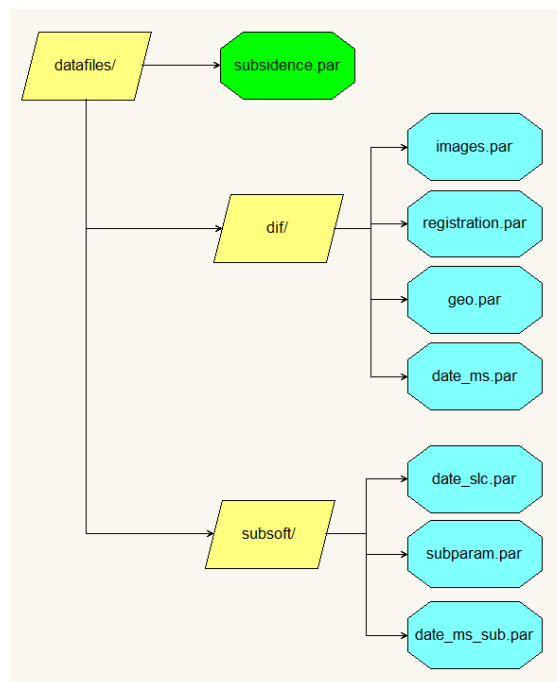 datafiles/
subsidence.par
images.par
registration.par
dif/
geo.par
date_ms.par
date_slc.par
subsoft/
subparam.par
date_ms_sub.par